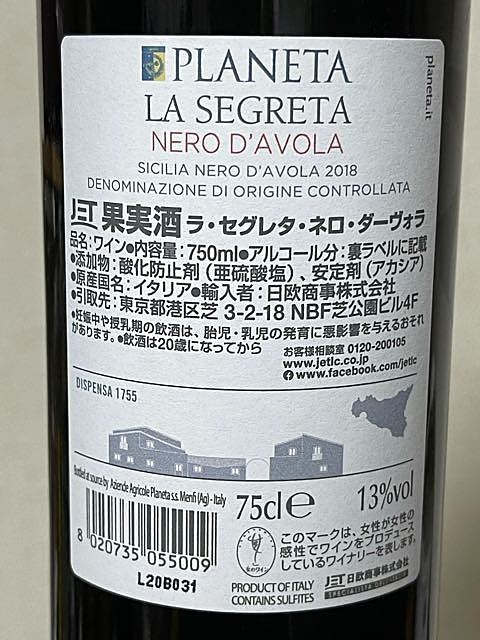 PLANETA
planeta.it
LA SEGRETA
NERO D'AVOLA
SICILIA NERO D'AVOLA 2018
DENOMINAZIONE DI ORIGINE CONTROLLATA
JET 果実酒 ラ・セグレタ・ネロ・ダーヴォラ
品名:ワイン●内容量:750ml●アルコール分:裏ラベルに記載
●添加物:酸化防止剤(亜硫酸塩)、安定剤(アカシア)
●原産国名:イタリア●輸入者:日欧商事株式会社
●引取先:東京都港区芝 3-2-18 NBF芝公園ビル4F
●妊娠中や授乳期の飲酒は、胎児・乳児の発育に悪影響を与えるおそれ
があります。●飲酒は20歳になってから
お客様相談室 0120-200105
www.jetlc.co.jp
www.facebook.com/jetlc
DISPENSA 1755
Bottled at source by Aziende Agricole Planeta s.s. Menfi (Ag) - Italy
75cl e
13%vol
8 020735 055009
L20B031
女のワイン
PRODUCT OF ITALY
CONTAINS SULFITES
このマークは、女性が女性の
感性でワインをプロデュース
しているワイナリーを表します。
JET 日欧商事株式会社